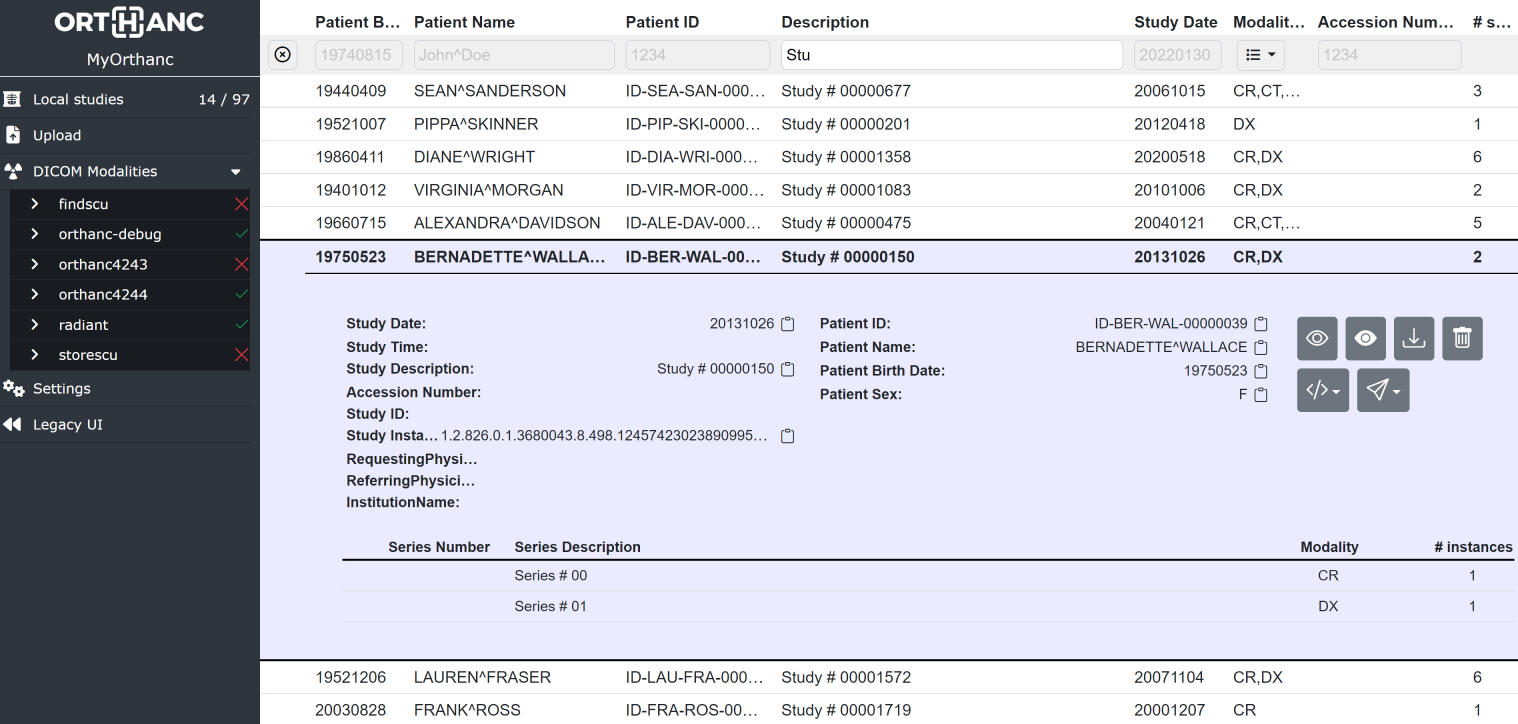 ORTHANC
MyOrthanc
Local studies 14 / 97
Upload
DICOM Modalities
findscu
orthanc-debug
orthanc4243
orthanc4244
radiant
storescu
Settings
Legacy UI
Patient B... Patient Name Patient ID Description Study Date Modalit... Accession Num... # s...
19740815 John^Doe 1234 Stu 20220130 1234
19440409 SEAN^SANDERSON ID-SEA-SAN-000... Study # 00000677 20061015 CR,CT,... 3
19521007 PIPPA^SKINNER ID-PIP-SKI-0000... Study # 00000201 20120418 DX 1
19860411 DIANE^WRIGHT ID-DIA-WRI-000... Study # 00001358 20200518 CR,DX 6
19401012 VIRGINIA^MORGAN ID-VIR-MOR-000... Study # 00001083 20101006 CR,DX 2
19660715 ALEXANDRA^DAVIDSON ID-ALE-DAV-000... Study # 00000475 20040121 CR,CT,... 5
19750523 BERNADETTE^WALLA... ID-BER-WAL-00... Study # 00000150 20131026 CR,DX 2
Study Date: 20131026
Study Time:
Study Description: Study # 00000150
Accession Number:
Study ID:
Study Insta... 1.2.826.0.1.3680043.8.498.12457423023890995...
RequestingPhysi...
ReferringPhysici...
InstitutionName:
Patient ID: ID-BER-WAL-00000039
Patient Name: BERNADETTE^WALLACE
Patient Birth Date: 19750523
Patient Sex: F
Series Number Series Description Modality # instances
Series # 00 CR 1
Series # 01 DX 1
19521206 LAUREN^FRASER ID-LAU-FRA-000... Study # 00001572 20071104 CR,DX 6
20030828 FRANK^ROSS ID-FRA-ROS-00... Study # 00001719 20001207 CR 1